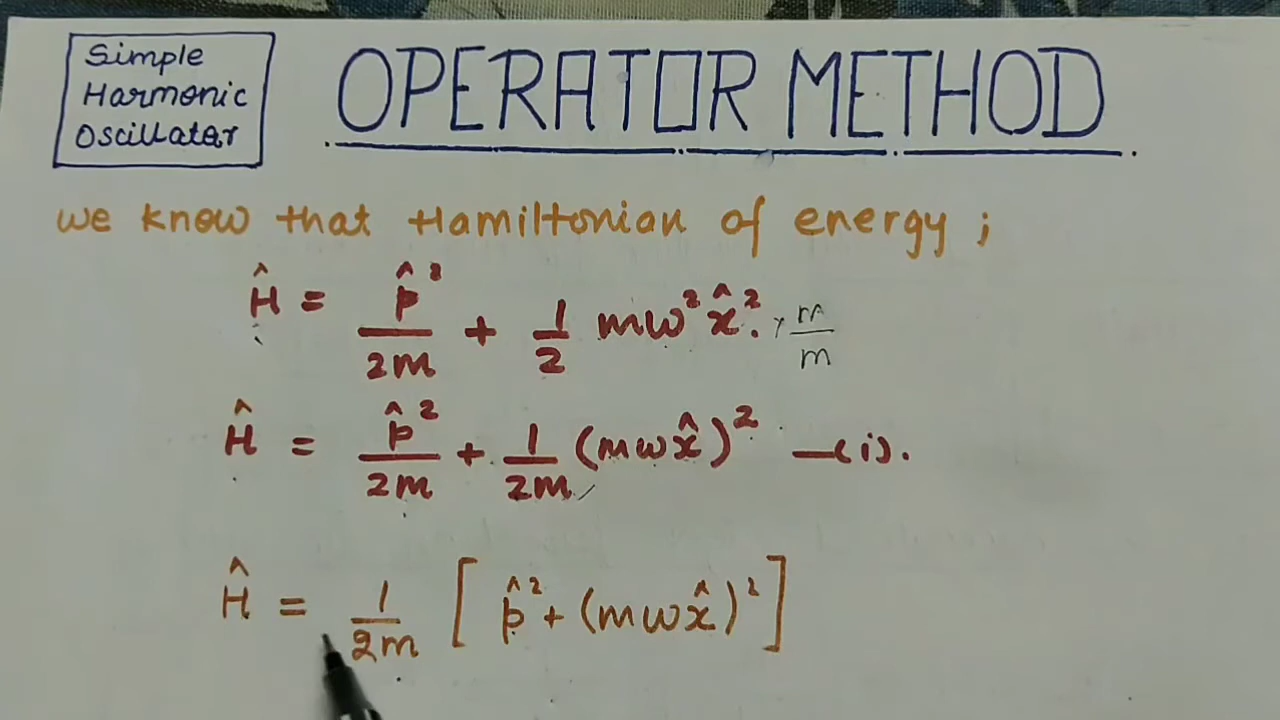 Simple
Harmonic
Oscillator
OPERATOR METHOD
we know that Hamiltonian of energy ;
Ĥ = p̂²/2m + 1/2 mω²x̂². × m/m
Ĥ = p̂²/2m + 1/2m (mωx̂)² —(i).
Ĥ = 1/2m [p̂² + (mωx̂)²]